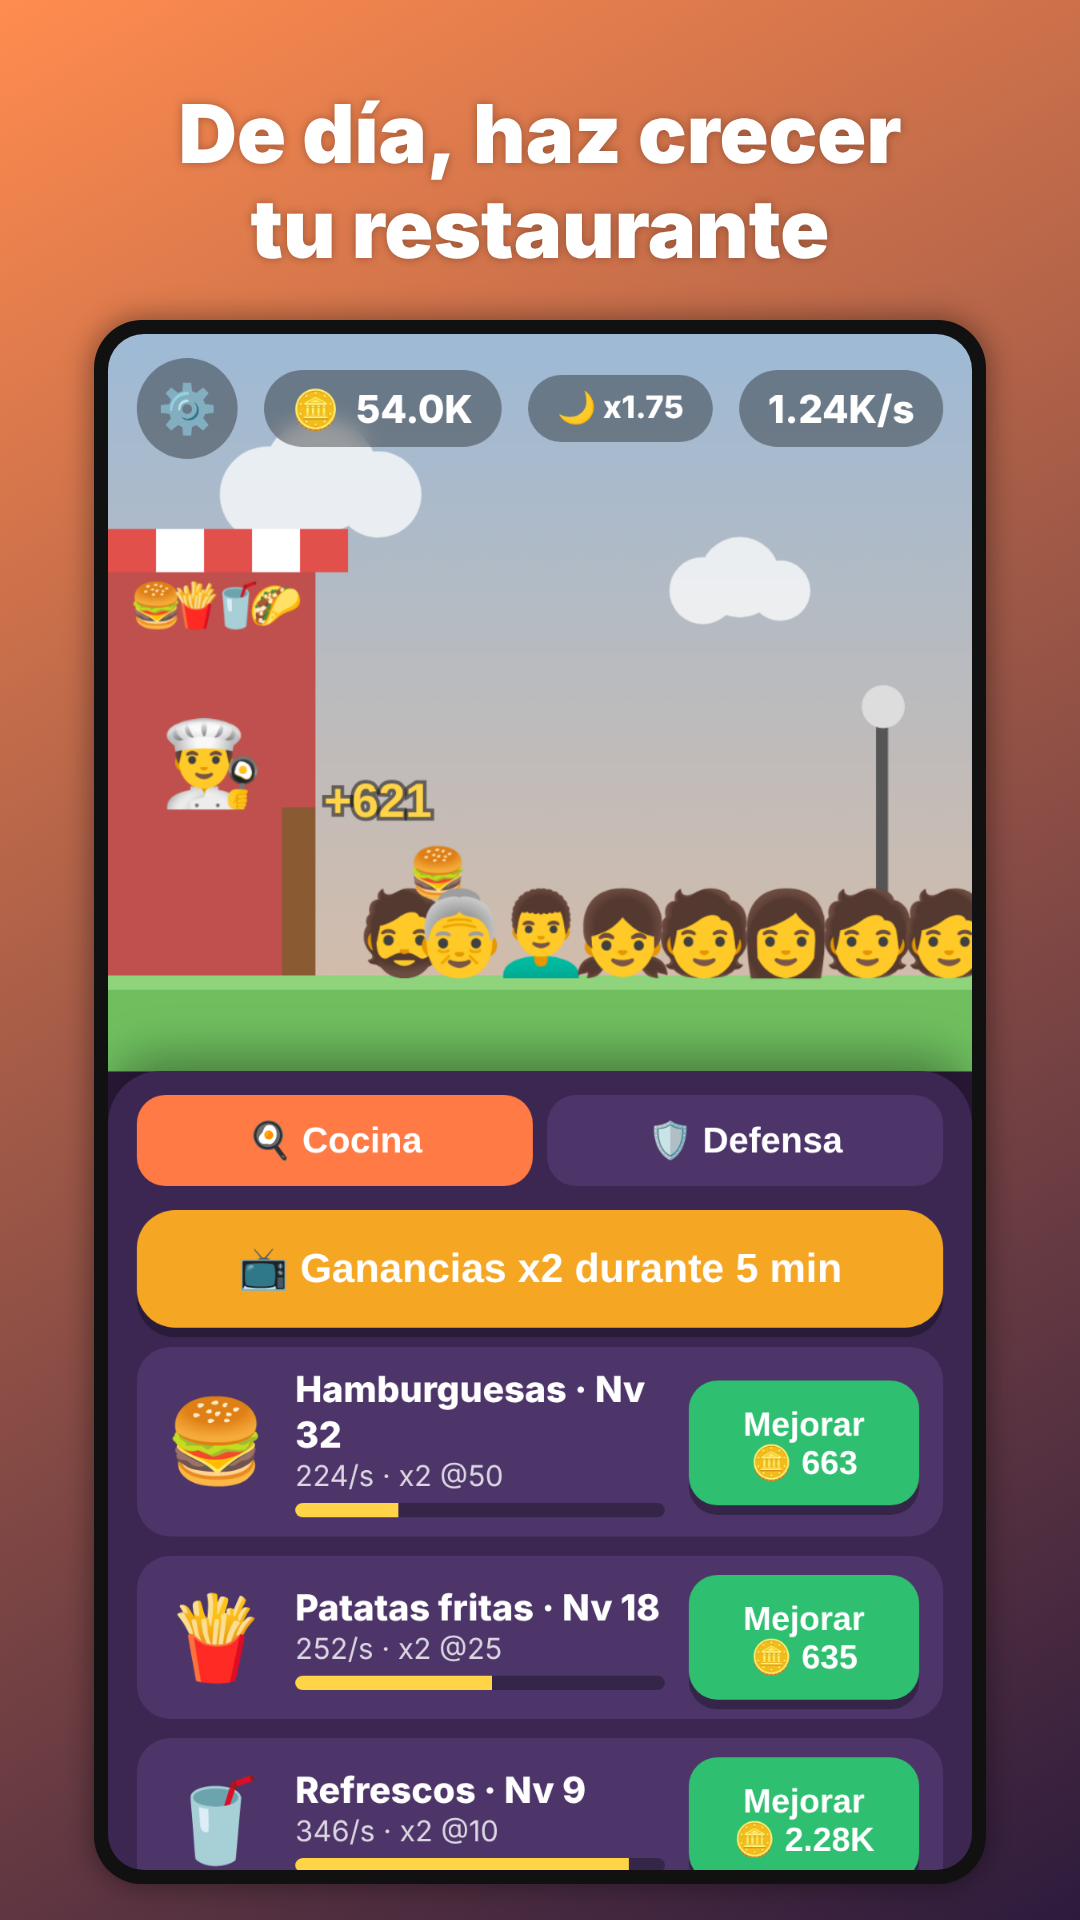 De día, haz crecer
tu restaurante
54.0K
x1.75
1.24K/s
+621
Cocina
Defensa
Ganancias x2 durante 5 min
Hamburguesas · Nv
32
224/s · x2 @50
Mejorar
663
Patatas fritas · Nv 18
252/s · x2 @25
Mejorar
635
Refrescos · Nv 9
346/s · x2 @10
Mejorar
2.28K